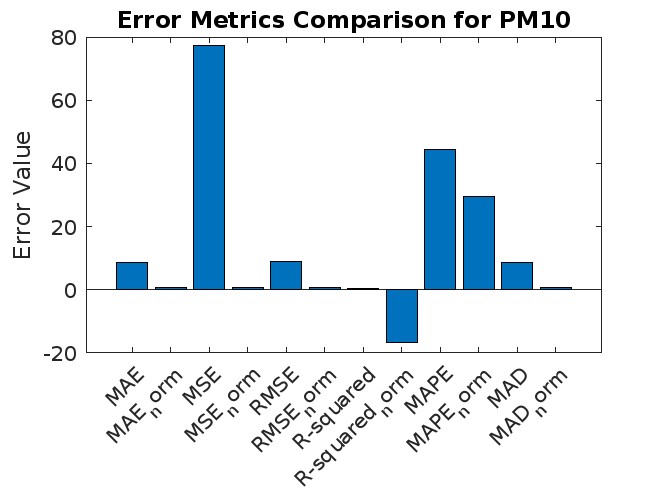 Error Metrics Comparison for PM10
Error Value
80
60
40
20
0
-20
MAE
MAE_norm
MSE
MSE_norm
RMSE
RMSE_norm
R-squared
R-squared_norm
MAPE
MAPE_norm
MAD
MAD_norm